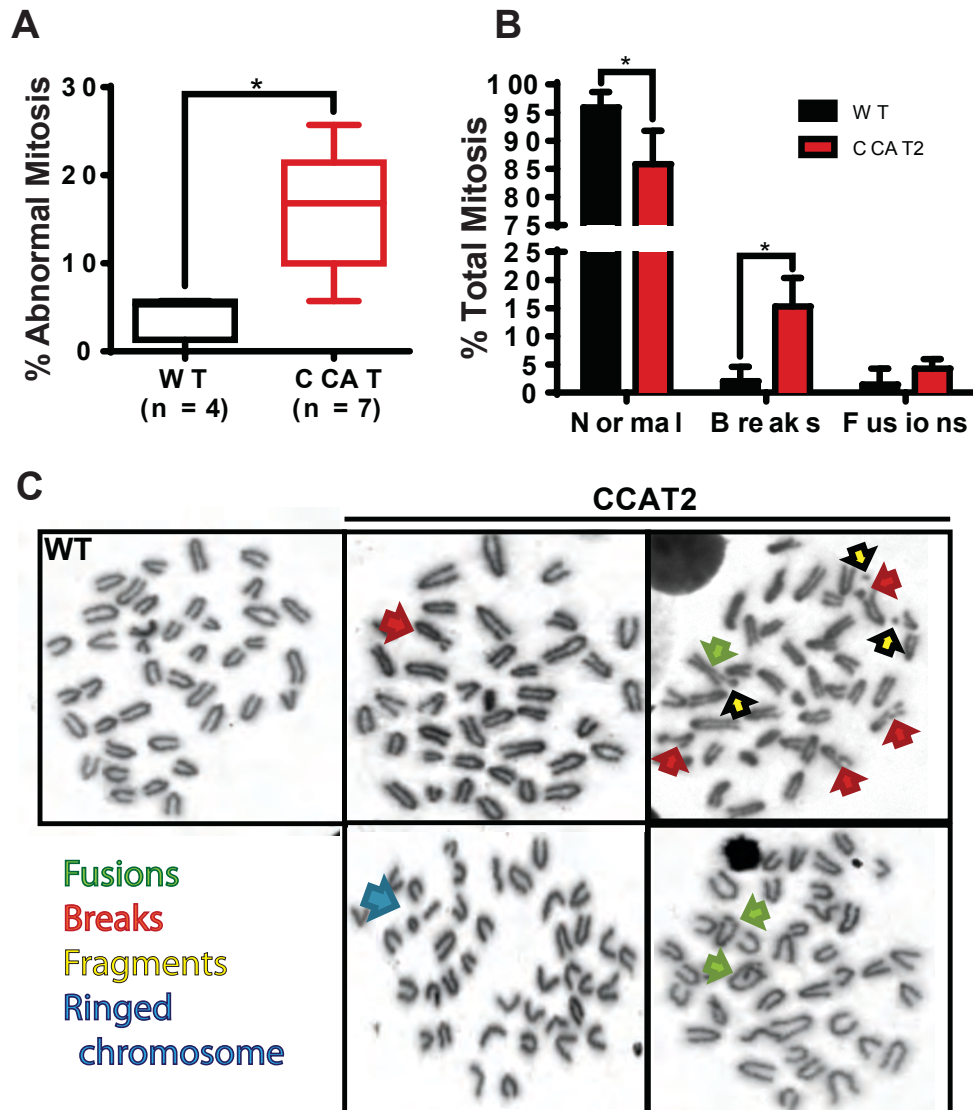 A
% Abnormal Mitosis
30
20
10
0
*
WT
(n = 4)
CCAT
(n = 7)
B
% Total Mitosis
100
95
90
85
80
75
25
20
15
10
5
0
*
*
WT
CCAT2
Normal
Breaks
Fusions
C
CCAT2
WT
Fusions
Breaks
Fragments
Ringed
chromosome